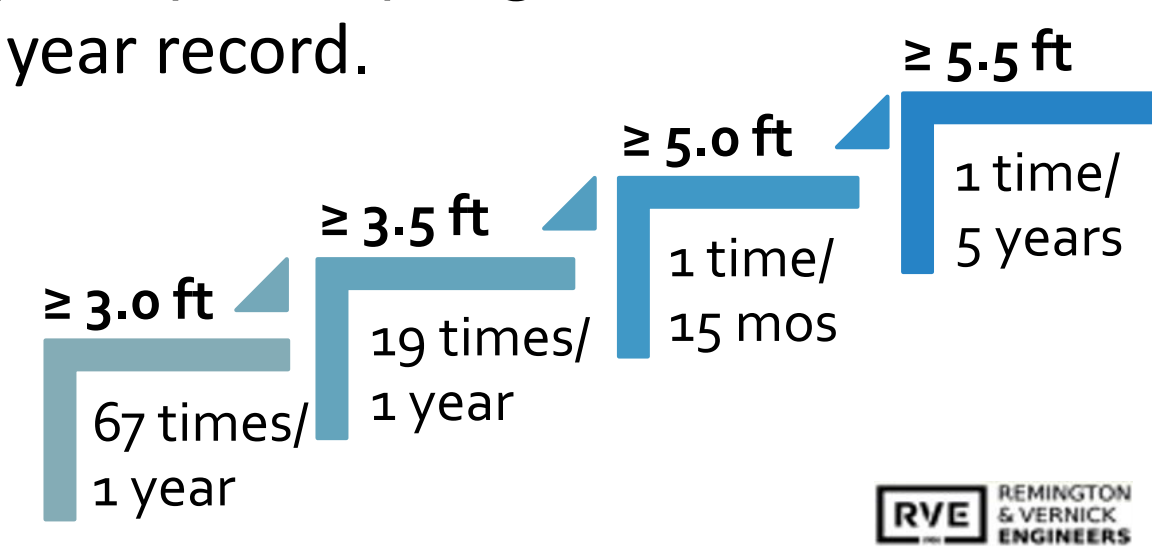 year record.
≥ 3.0 ft
67 times/
1 year
≥ 3.5 ft
19 times/
1 year
≥ 5.0 ft
1 time/
15 mos
≥ 5.5 ft
1 time/
5 years
RVE
REMINGTON
& VERNICK
ENGINEERS